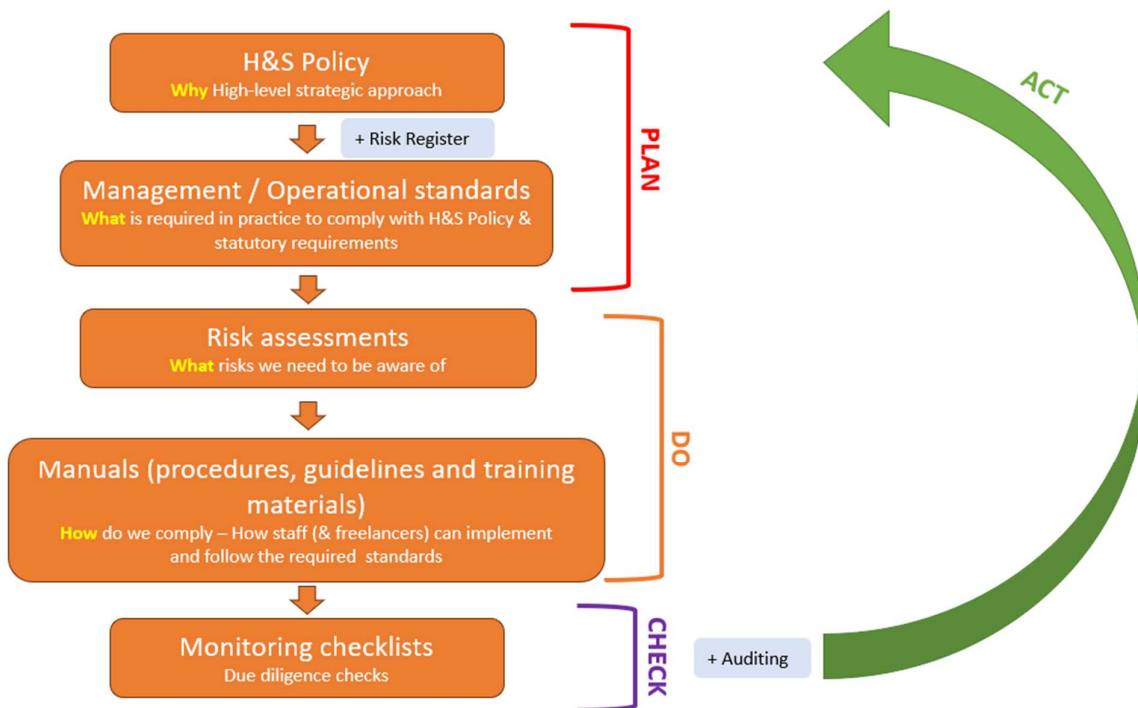 H&S Policy
Why High-level strategic approach
+ Risk Register
PLAN
Management / Operational standards
What is required in practice to comply with H&S Policy &
statutory requirements
Risk assessments
What risks we need to be aware of
DO
Manuals (procedures, guidelines and training
materials)
How do we comply – How staff (& freelancers) can implement
and follow the required standards
Monitoring checklists
Due diligence checks
CHECK
+ Auditing
ACT